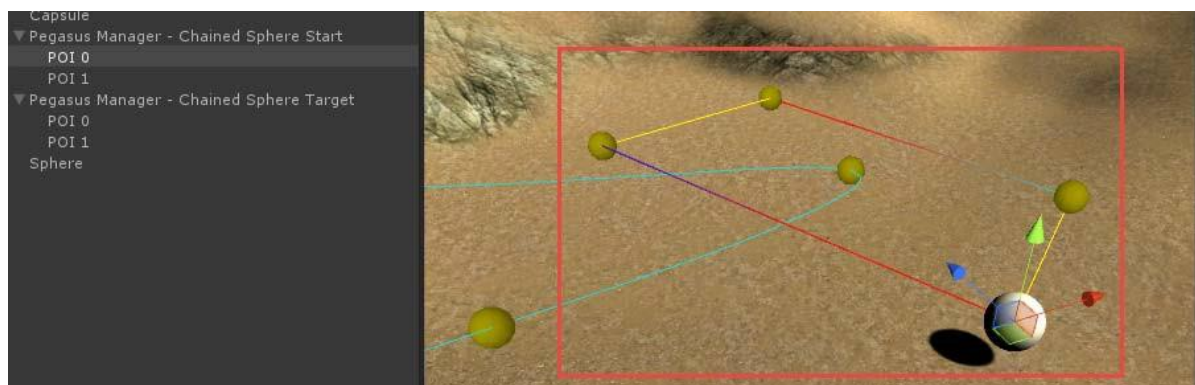 Capsule
Pegasus Manager - Chained Sphere Start
POI 0
POI 1
Pegasus Manager - Chained Sphere Target
POI 0
POI 1
Sphere